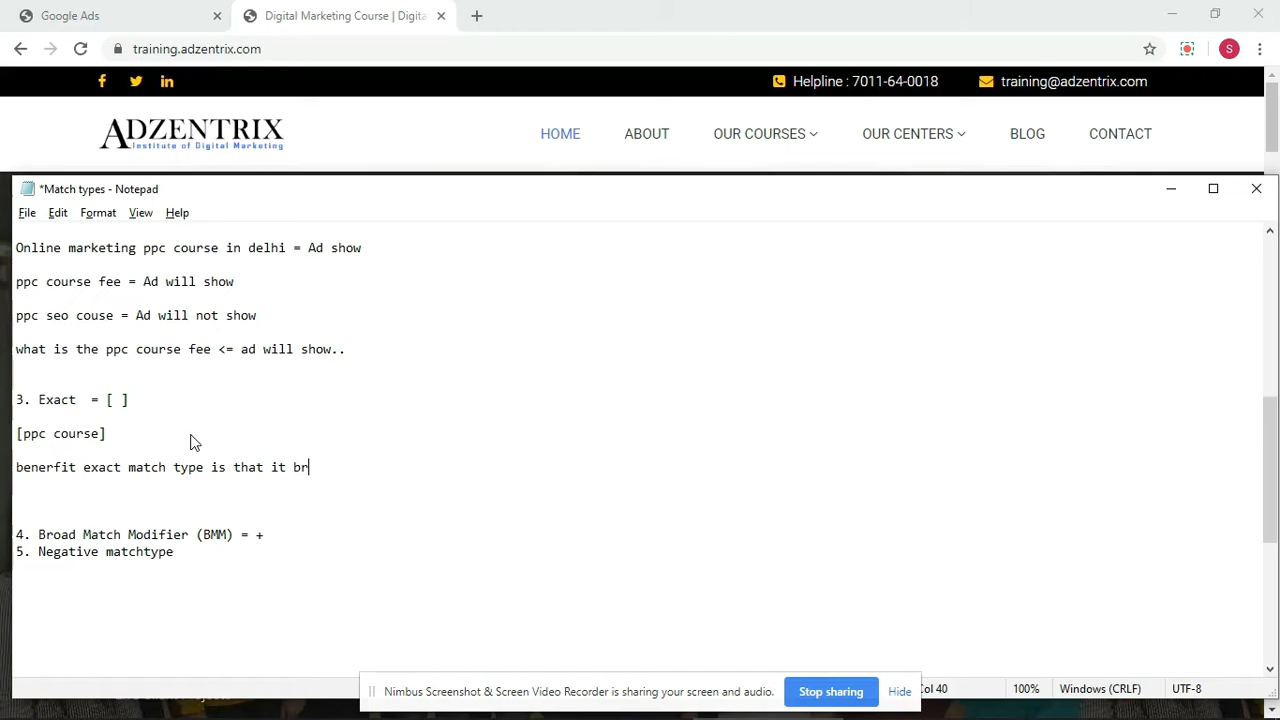 Google Ads
Digital Marketing Course | Digita
training.adzentrix.com
S
Helpline : 7011-64-0018
training@adzentrix.com
ADZENTRIX
Institute of Digital Marketing
HOME
ABOUT
OUR COURSES
OUR CENTERS
BLOG
CONTACT
*Match types - Notepad
File Edit Format View Help
Online marketing ppc course in delhi = Ad show
ppc course fee = Ad will show
ppc seo couse = Ad will not show
what is the ppc course fee <= ad will show..
3. Exact  = [ ]
[ppc course]
benerfit exact match type is that it br
4. Broad Match Modifier (BMM) = +
5. Negative matchtype
Nimbus Screenshot & Screen Video Recorder is sharing your screen and audio.
Stop sharing
Hide
Col 40
100%
Windows (CRLF)
UTF-8